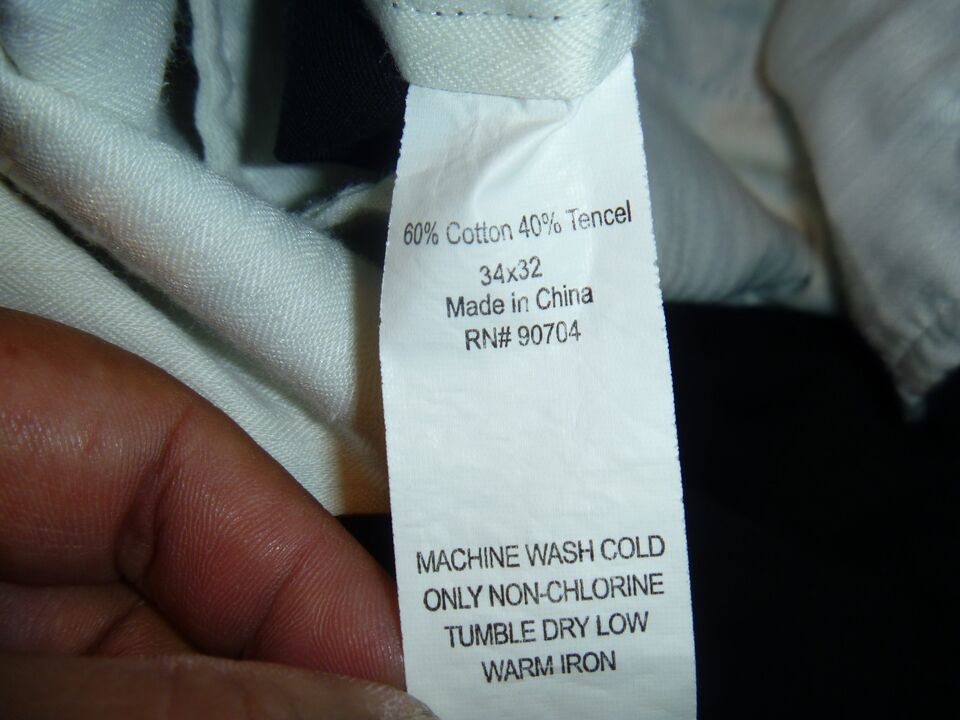 60% Cotton 40% Tencel
34x32
Made in China
RN# 90704
MACHINE WASH COLD
ONLY NON-CHLORINE
TUMBLE DRY LOW
WARM IRON